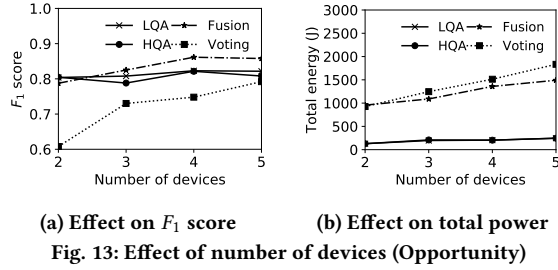 1.0
0.9
0.8
0.7
0.6
F1 score
LQA
HQA
Fusion
Voting
2 3 4 5
Number of devices
3000
2500
2000
1500
1000
500
0
Total energy (J)
LQA
HQA
Fusion
Voting
2 3 4 5
Number of devices
(a) Effect on F1 score
(b) Effect on total power
Fig. 13: Effect of number of devices (Opportunity)